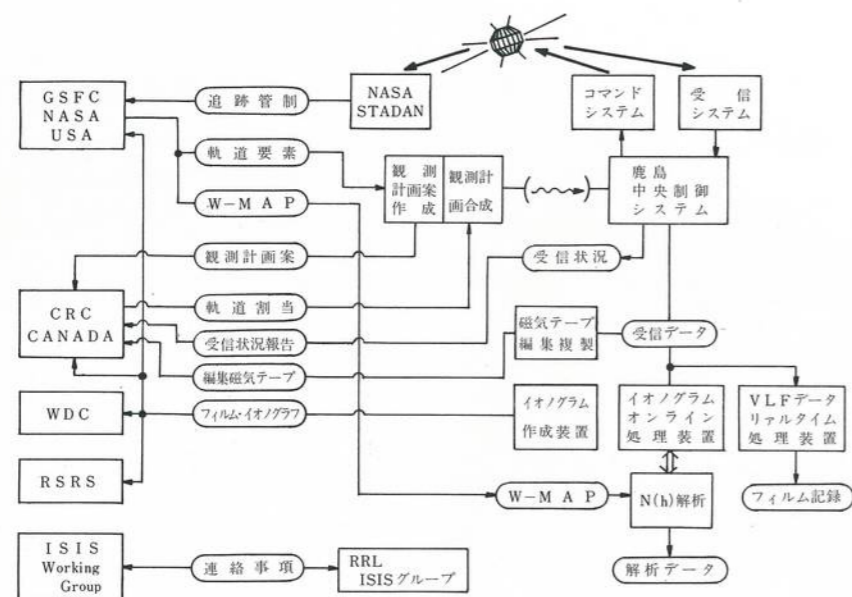 GSFC
NASA
USA
追跡管制
NASA
STADAN
コマンド
システム
受信
システム
軌道要素
観測
計画案
作成
観測計
画合成
鹿島
中央制御
システム
W-MAP
観測計画案
受信状況
CRC
CANADA
軌道割当
受信状況報告
磁気テープ
編集複製
受信データ
編集磁気テープ
WDC
フィルム・イオノグラフ
イオノグラム
作成装置
イオノグラム
オンライン
処理装置
VLFデータ
リァルタイム
処理装置
RSRS
W-MAP
N(h)解析
フィルム記録
ISIS
Working
Group
連絡事項
RRL
ISISグループ
解析データ